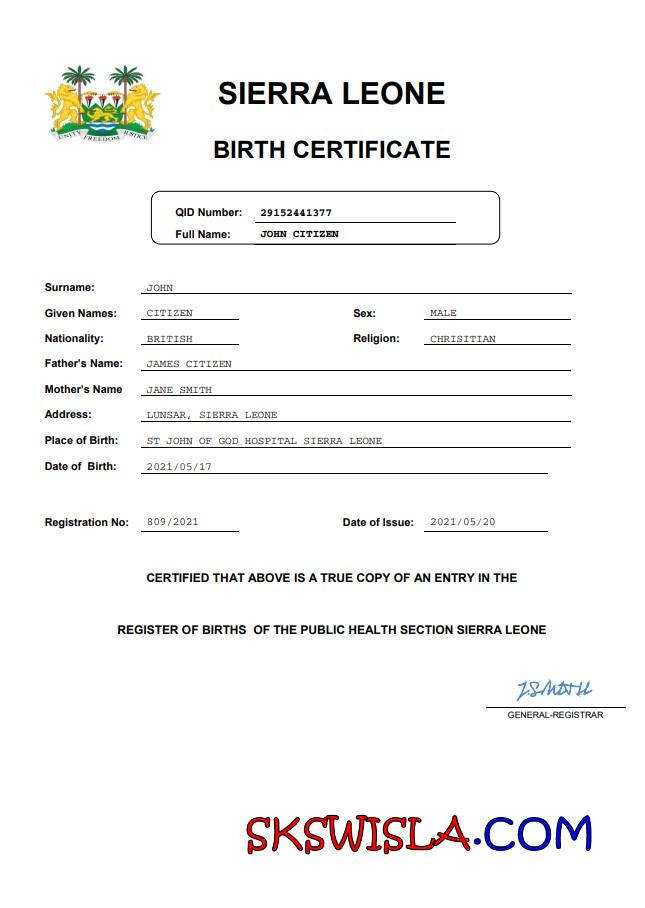 SIERRA LEONE
BIRTH CERTIFICATE
UNITY FREEDOM JUSTICE
QID Number: 29152441377
Full Name: JOHN CITIZEN
Surname: JOHN
Given Names: CITIZEN Sex: MALE
Nationality: BRITISH Religion: CHRISITIAN
Father's Name: JAMES CITIZEN
Mother's Name JANE SMITH
Address: LUNSAR, SIERRA LEONE
Place of Birth: ST JOHN OF GOD HOSPITAL SIERRA LEONE
Date of Birth: 2021/05/17
Registration No: 809/2021 Date of Issue: 2021/05/20
CERTIFIED THAT ABOVE IS A TRUE COPY OF AN ENTRY IN THE
REGISTER OF BIRTHS OF THE PUBLIC HEALTH SECTION SIERRA LEONE
J.SMITH
GENERAL-REGISTRAR
SKSWISLA.COM